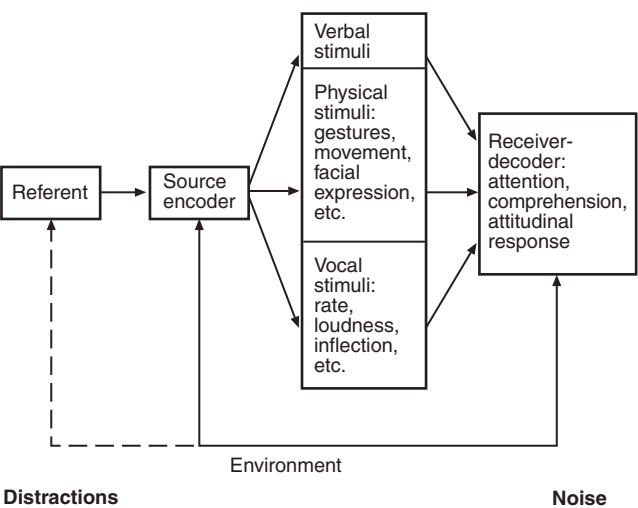 Referent
Source
encoder
Verbal
stimuli
Physical
stimuli:
gestures,
movement,
facial
expression,
etc.
Vocal
stimuli:
rate,
loudness,
inflection,
etc.
Receiver-
decoder:
attention,
comprehension,
attitudinal
response
Environment
Distractions
Noise